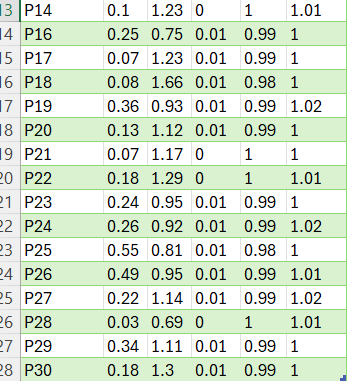 13 P14 0.1 1.23 0 1 1.01
14 P16 0.25 0.75 0.01 0.99 1
15 P17 0.07 1.23 0.01 0.99 1
16 P18 0.08 1.66 0.01 0.98 1
17 P19 0.36 0.93 0.01 0.99 1.02
18 P20 0.13 1.12 0.01 0.99 1
19 P21 0.07 1.17 0 1 1
20 P22 0.18 1.29 0 1 1.01
21 P23 0.24 0.95 0.01 0.99 1
22 P24 0.26 0.92 0.01 0.99 1.02
23 P25 0.55 0.81 0.01 0.98 1
24 P26 0.49 0.95 0.01 0.99 1.01
25 P27 0.22 1.14 0.01 0.99 1.02
26 P28 0.03 0.69 0 1 1.01
27 P29 0.34 1.11 0.01 0.99 1
28 P30 0.18 1.3 0.01 0.99 1